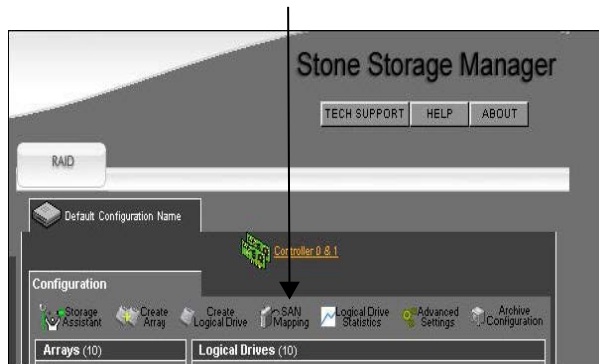 Stone Storage Manager
TECH SUPPORT HELP ABOUT
RAID
Default Configuration Name
Controller 0 & 1
Configuration
Storage Assistant
Create Array
Create Logical Drive
SAN Mapping
Logical Drive Statistics
Advanced Settings
Archive Configuration
Arrays (10)
Logical Drives (10)